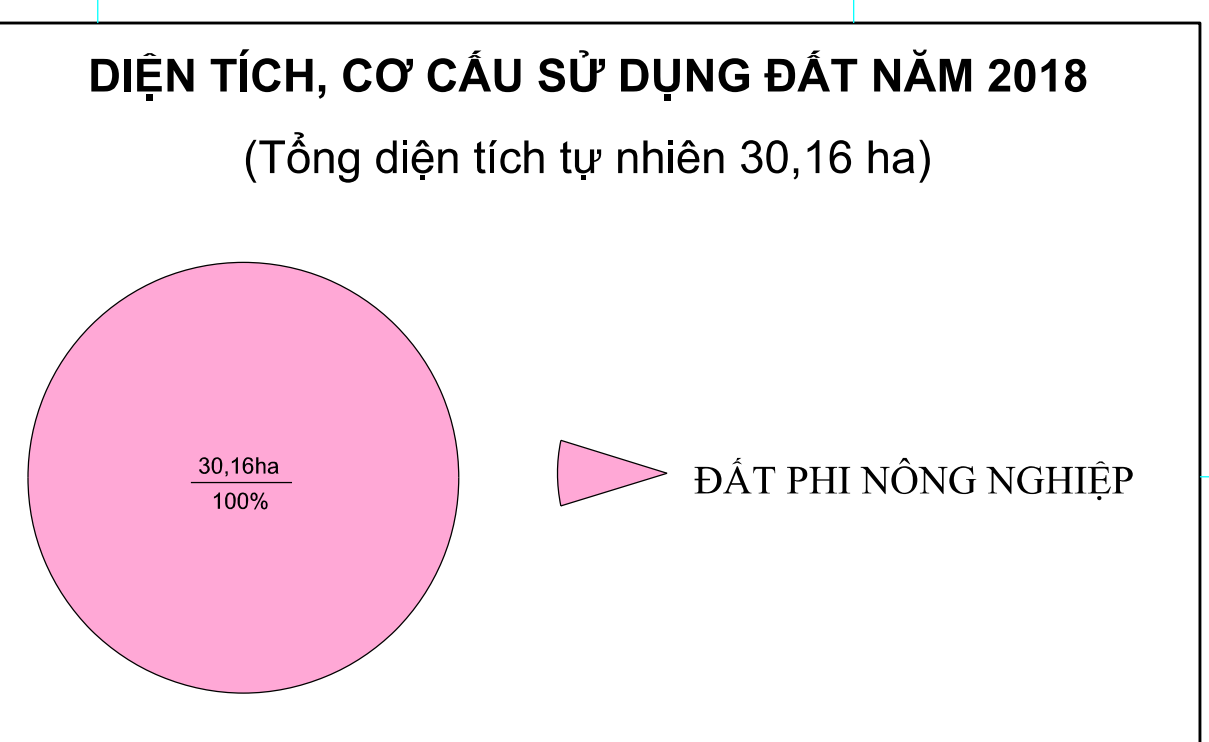 DIỆN TÍCH, CƠ CẤU SỬ DỤNG ĐẤT NĂM 2018
(Tổng diện tích tự nhiên 30,16 ha)
30,16ha
100%
ĐẤT PHI NÔNG NGHIỆP